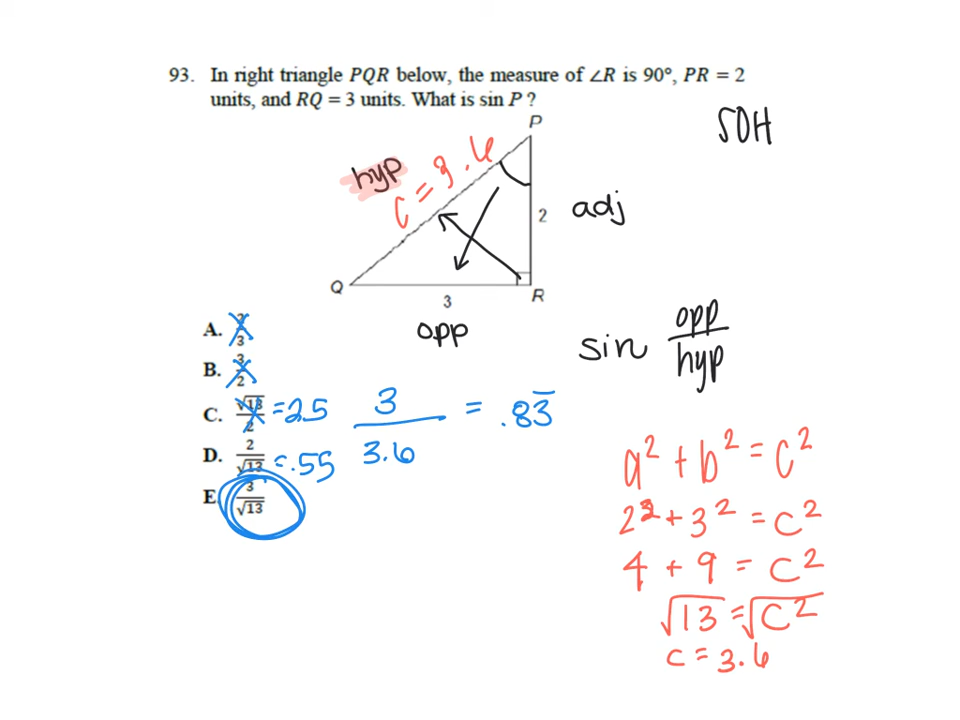 93. In right triangle PQR below, the measure of ∠R is 90°, PR = 2
units, and RQ = 3 units. What is sin P ?
SOH
P
hyp
c = 3.6
2
adj
Q
R
3
opp
sin opp/hyp
A. 2/3
B. 3/2
C. √13/2 = 25
D. 2/√13 = .55
E. 3/√13
3/3.6 = .83̅
a² + b² = c²
2² + 3² = c²
4 + 9 = c²
√13 = √c²
c = 3.6